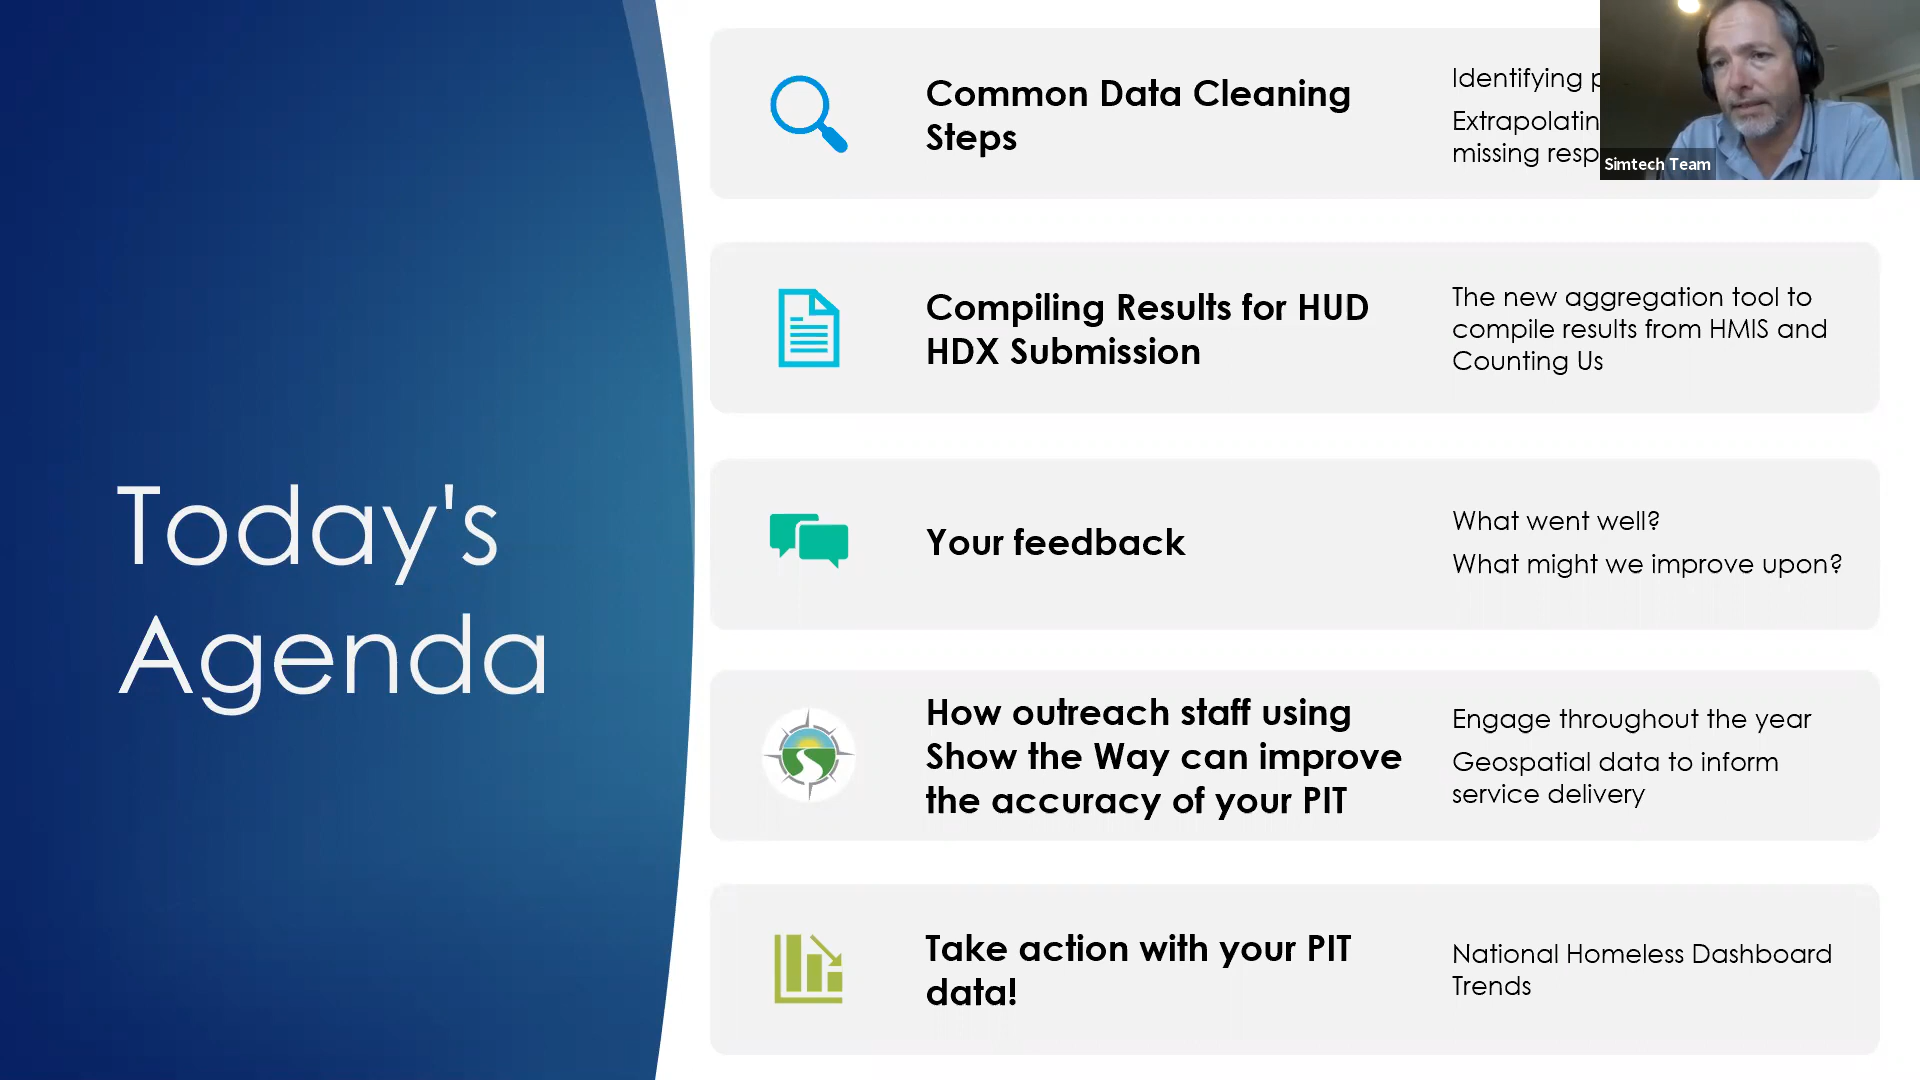 Today's
Agenda
Common Data Cleaning
Steps
Identifying
Extrapolatin
missing resp
Simtech Team
Compiling Results for HUD
HDX Submission
The new aggregation tool to
compile results from HMIS and
Counting Us
Your feedback
What went well?
What might we improve upon?
How outreach staff using
Show the Way can improve
the accuracy of your PIT
Engage throughout the year
Geospatial data to inform
service delivery
Take action with your PIT
data!
National Homeless Dashboard
Trends